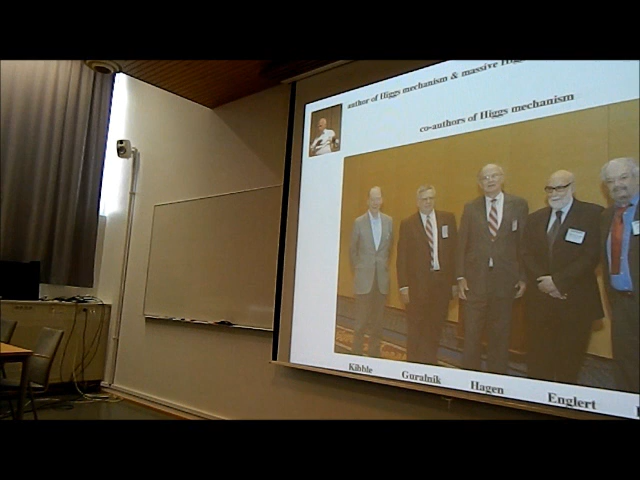 author of Higgs mechanism & massive
co-authors of Higgs mechanism
Kibble Guralnik Hagen Englert